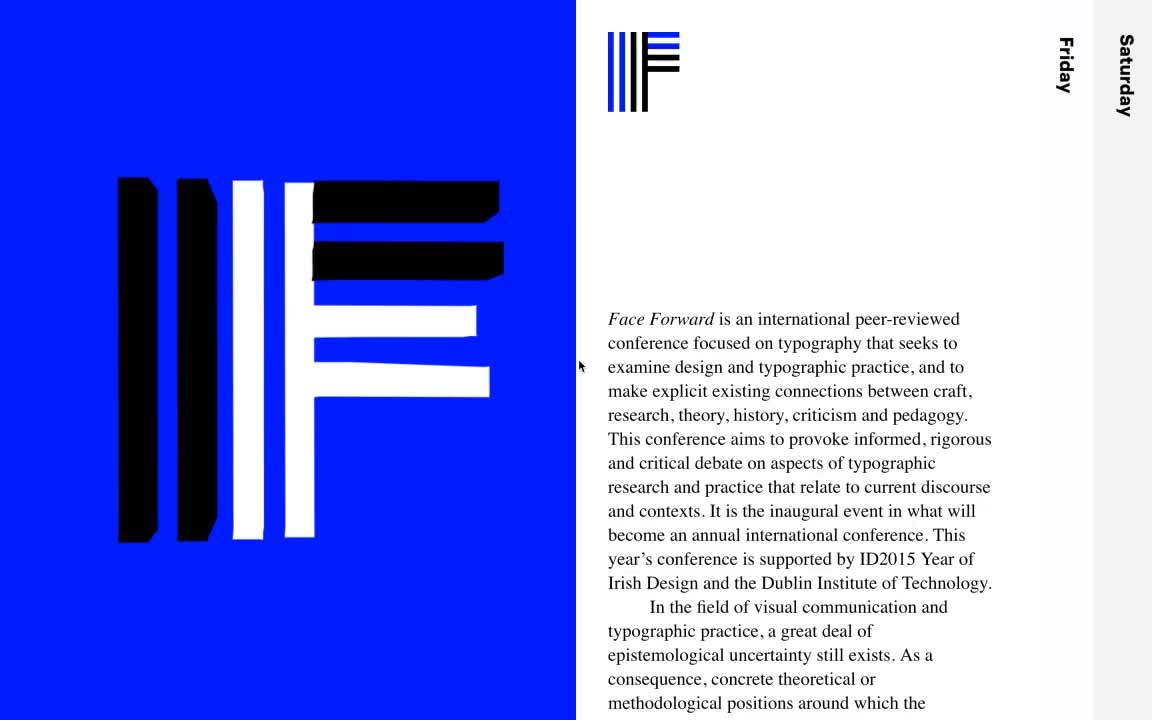 Friday
Saturday
Face Forward is an international peer-reviewed
conference focused on typography that seeks to
examine design and typographic practice, and to
make explicit existing connections between craft,
research, theory, history, criticism and pedagogy.
This conference aims to provoke informed, rigorous
and critical debate on aspects of typographic
research and practice that relate to current discourse
and contexts. It is the inaugural event in what will
become an annual international conference. This
year’s conference is supported by ID2015 Year of
Irish Design and the Dublin Institute of Technology.
In the field of visual communication and
typographic practice, a great deal of
epistemological uncertainty still exists. As a
consequence, concrete theoretical or
methodological positions around which the